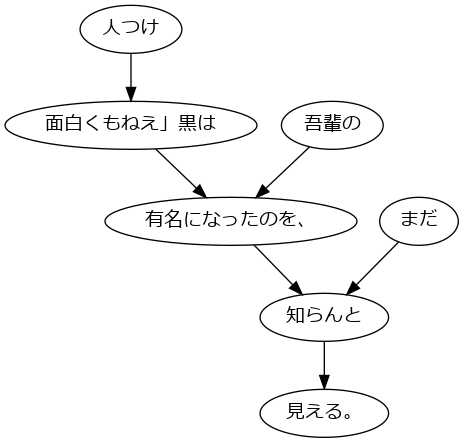 人つけ
面白くもねえ」黒は
吾輩の
有名になったのを、
まだ
知らんと
見える。